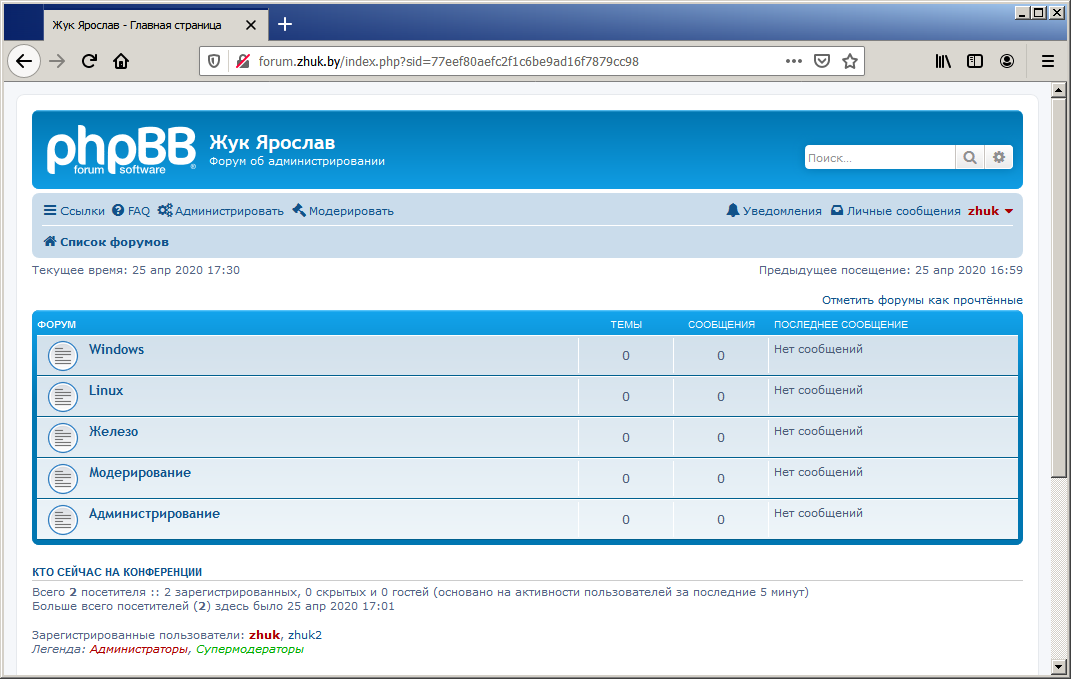 Жук Ярослав - Главная страница
forum.zhuk.by/index.php?sid=77eef80aefc2f1c6be9ad16f7879cc98
phpBB
forum software ®
Жук Ярослав
Форум об администрировании
Поиск...
Ссылки FAQ Администрировать Модерировать Уведомления Личные сообщения zhuk
Список форумов
Текущее время: 25 апр 2020 17:30 Предыдущее посещение: 25 апр 2020 16:59
Отметить форумы как прочтённые
ФОРУМ ТЕМЫ СООБЩЕНИЯ ПОСЛЕДНЕЕ СООБЩЕНИЕ
Windows 0 0 Нет сообщений
Linux 0 0 Нет сообщений
Железо 0 0 Нет сообщений
Модерирование 0 0 Нет сообщений
Администрирование 0 0 Нет сообщений
КТО СЕЙЧАС НА КОНФЕРЕНЦИИ
Всего 2 посетителя :: 2 зарегистрированных, 0 скрытых и 0 гостей (основано на активности пользователей за последние 5 минут)
Больше всего посетителей (2) здесь было 25 апр 2020 17:01
Зарегистрированные пользователи: zhuk, zhuk2
Легенда: Администраторы, Супермодераторы